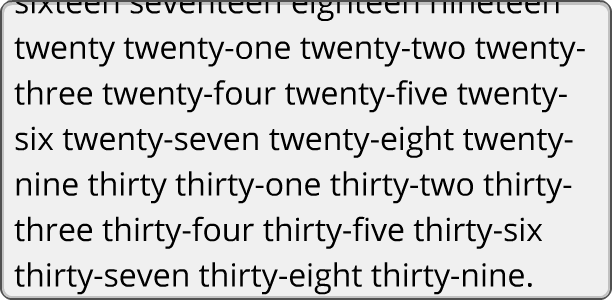 sixteen seventeen eighteen nineteen
twenty twenty-one twenty-two twenty-
three twenty-four twenty-five twenty-
six twenty-seven twenty-eight twenty-
nine thirty thirty-one thirty-two thirty-
three thirty-four thirty-five thirty-six
thirty-seven thirty-eight thirty-nine.